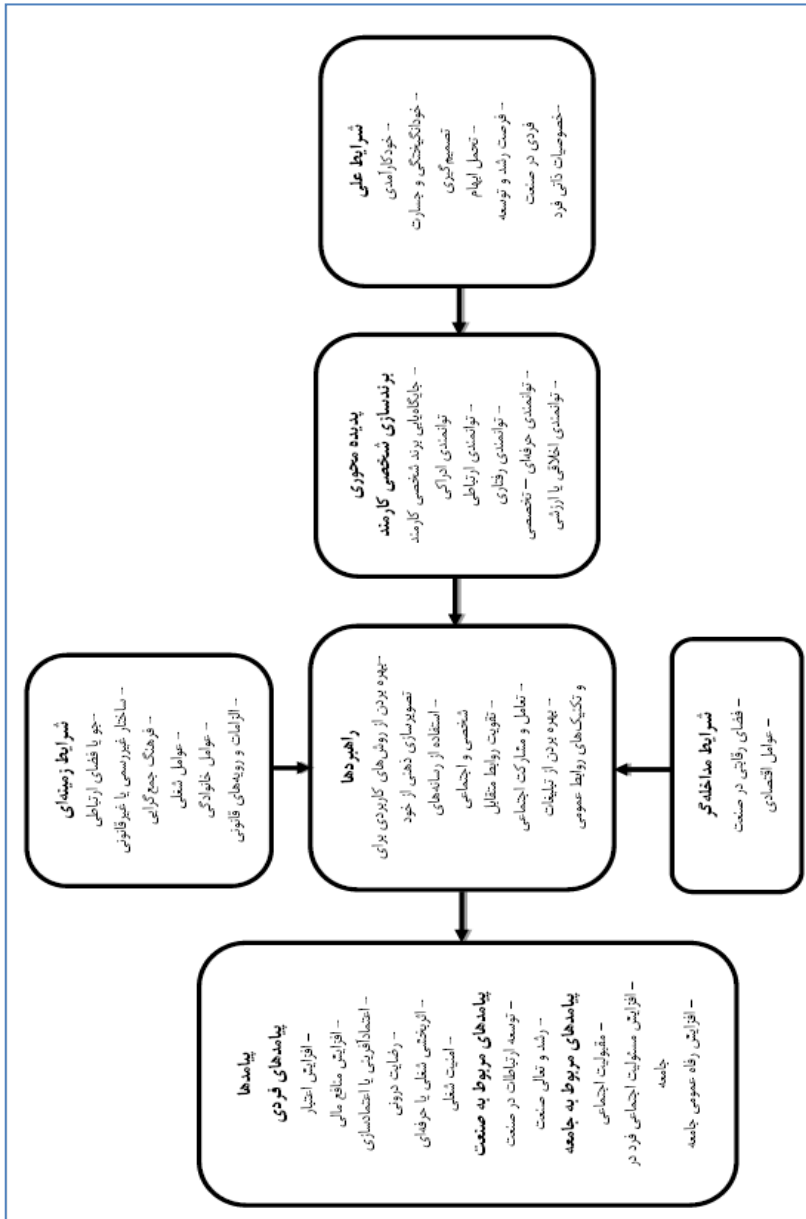 شرایط علی
- خودکارآمدی
- خودانگیختگی و جسارت
تصمیم‌گیری
- تحمل ابهام
- فرصت رشد و توسعه
فردی در صنعت
-خصوصیات ذاتی فرد
پدیده محوری
برندسازی شخصی کارمند
- جایگاه‌یابی برند شخصی کارمند
توانمندی ادراکی
- توانمندی ارتباطی
- توانمندی رفتاری
- توانمندی حرفه‌ای – تخصصی
- توانمندی اخلاقی یا ارزشی
شرایط زمینه‌ای
-جو یا فضای ارتباطی
-ساختار غیررسمی یا غیرقانونی
- فرهنگ جمع‌گرایی
- عوامل شغلی
- عوامل خانوادگی
- الزامات و رویه‌های قانونی
راهبردها
-بهره بردن از روش‌های کاربردی برای
تصویرسازی ذهنی از خود
- استفاده از رسانه‌های
شخصی و اجتماعی
- تقویت روابط متقابل
- تعامل و مشارکت اجتماعی
- بهره بردن از تبلیغات
و تکنیک‌های روابط عمومی
شرایط مداخله‌گر
- فضای رقابتی در صنعت
- عوامل اقتصادی
پیامدها
پیامدهای فردی
- افزایش اعتبار
- افزایش منافع مالی
- اعتمادآفرینی یا اعتمادسازی
- رضایت درونی
- اثربخشی شغلی یا حرفه‌ای
- امنیت شغلی
پیامدهای مربوط به صنعت
- توسعه ارتباطات در صنعت
- رشد و تعالی صنعت
پیامدهای مربوط به جامعه
- مقبولیت اجتماعی
- افزایش مسئولیت اجتماعی فرد در
جامعه
- افزایش رفاه عمومی جامعه